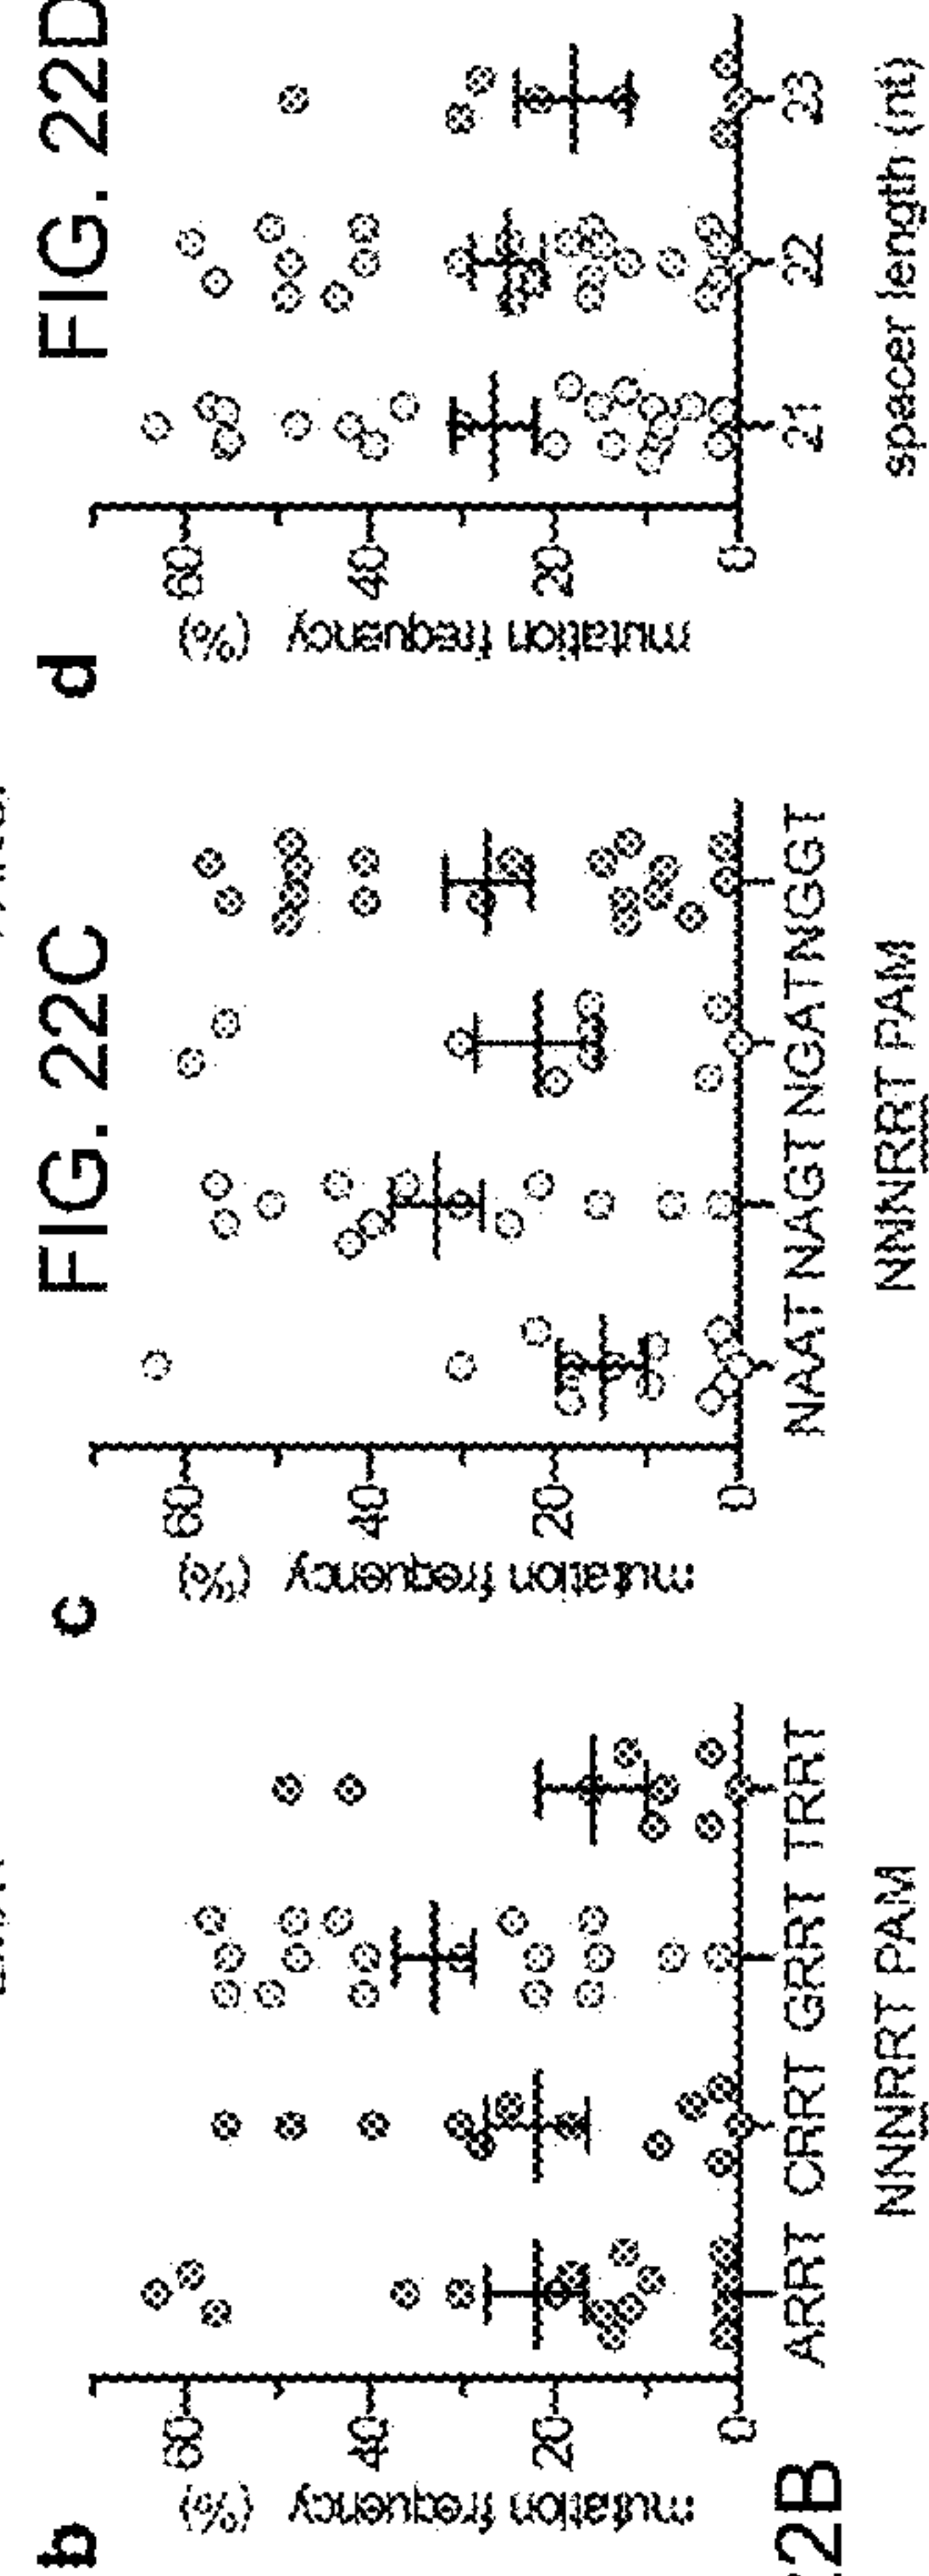 b
mutation frequency
(%)
60
40
20
0
ARRT CRRT GRRT TRRT
NNNRRT PAM
2B
c
FIG. 22C
mutation frequency
(%)
60
40
20
0
NAAT NAGT NGAT NGGT
NNNRRT PAM
d
FIG. 22D
mutation frequency
(%)
60
40
20
0
21 22 23
spacer length (nt)